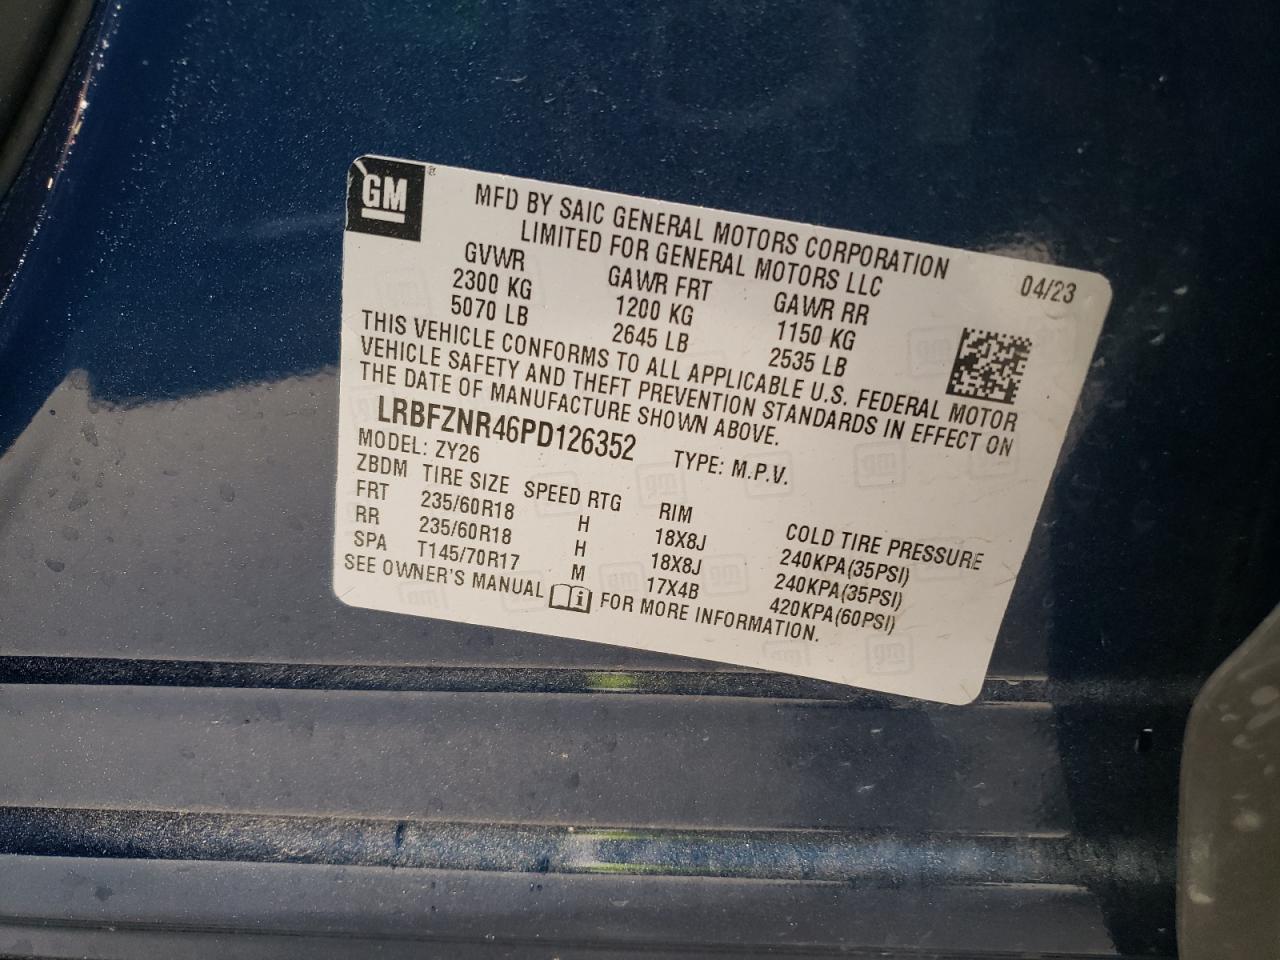 GM®
MFD BY SAIC GENERAL MOTORS CORPORATION
LIMITED FOR GENERAL MOTORS LLC
04/23
GVWR GAWR FRT GAWR RR
2300 KG 1200 KG 1150 KG
5070 LB 2645 LB 2535 LB
THIS VEHICLE CONFORMS TO ALL APPLICABLE U.S. FEDERAL MOTOR
VEHICLE SAFETY AND THEFT PREVENTION STANDARDS IN EFFECT ON
THE DATE OF MANUFACTURE SHOWN ABOVE.
LRBFZNR46PD126352 TYPE: M.P.V.
MODEL: ZY26
ZBDM TIRE SIZE SPEED RTG RIM COLD TIRE PRESSURE
FRT 235/60R18 H 18X8J 240KPA(35PSI)
RR 235/60R18 H 18X8J 240KPA(35PSI)
SPA T145/70R17 M 17X4B 420KPA(60PSI)
SEE OWNER'S MANUAL FOR MORE INFORMATION.